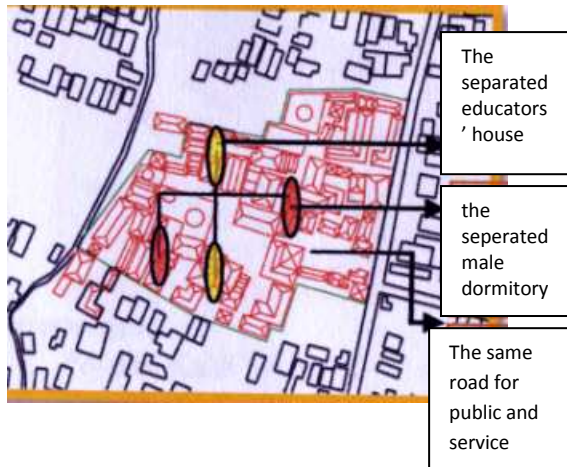 The
separated
educators
’ house
the
seperated
male
dormitory
The same
road for
public and
service